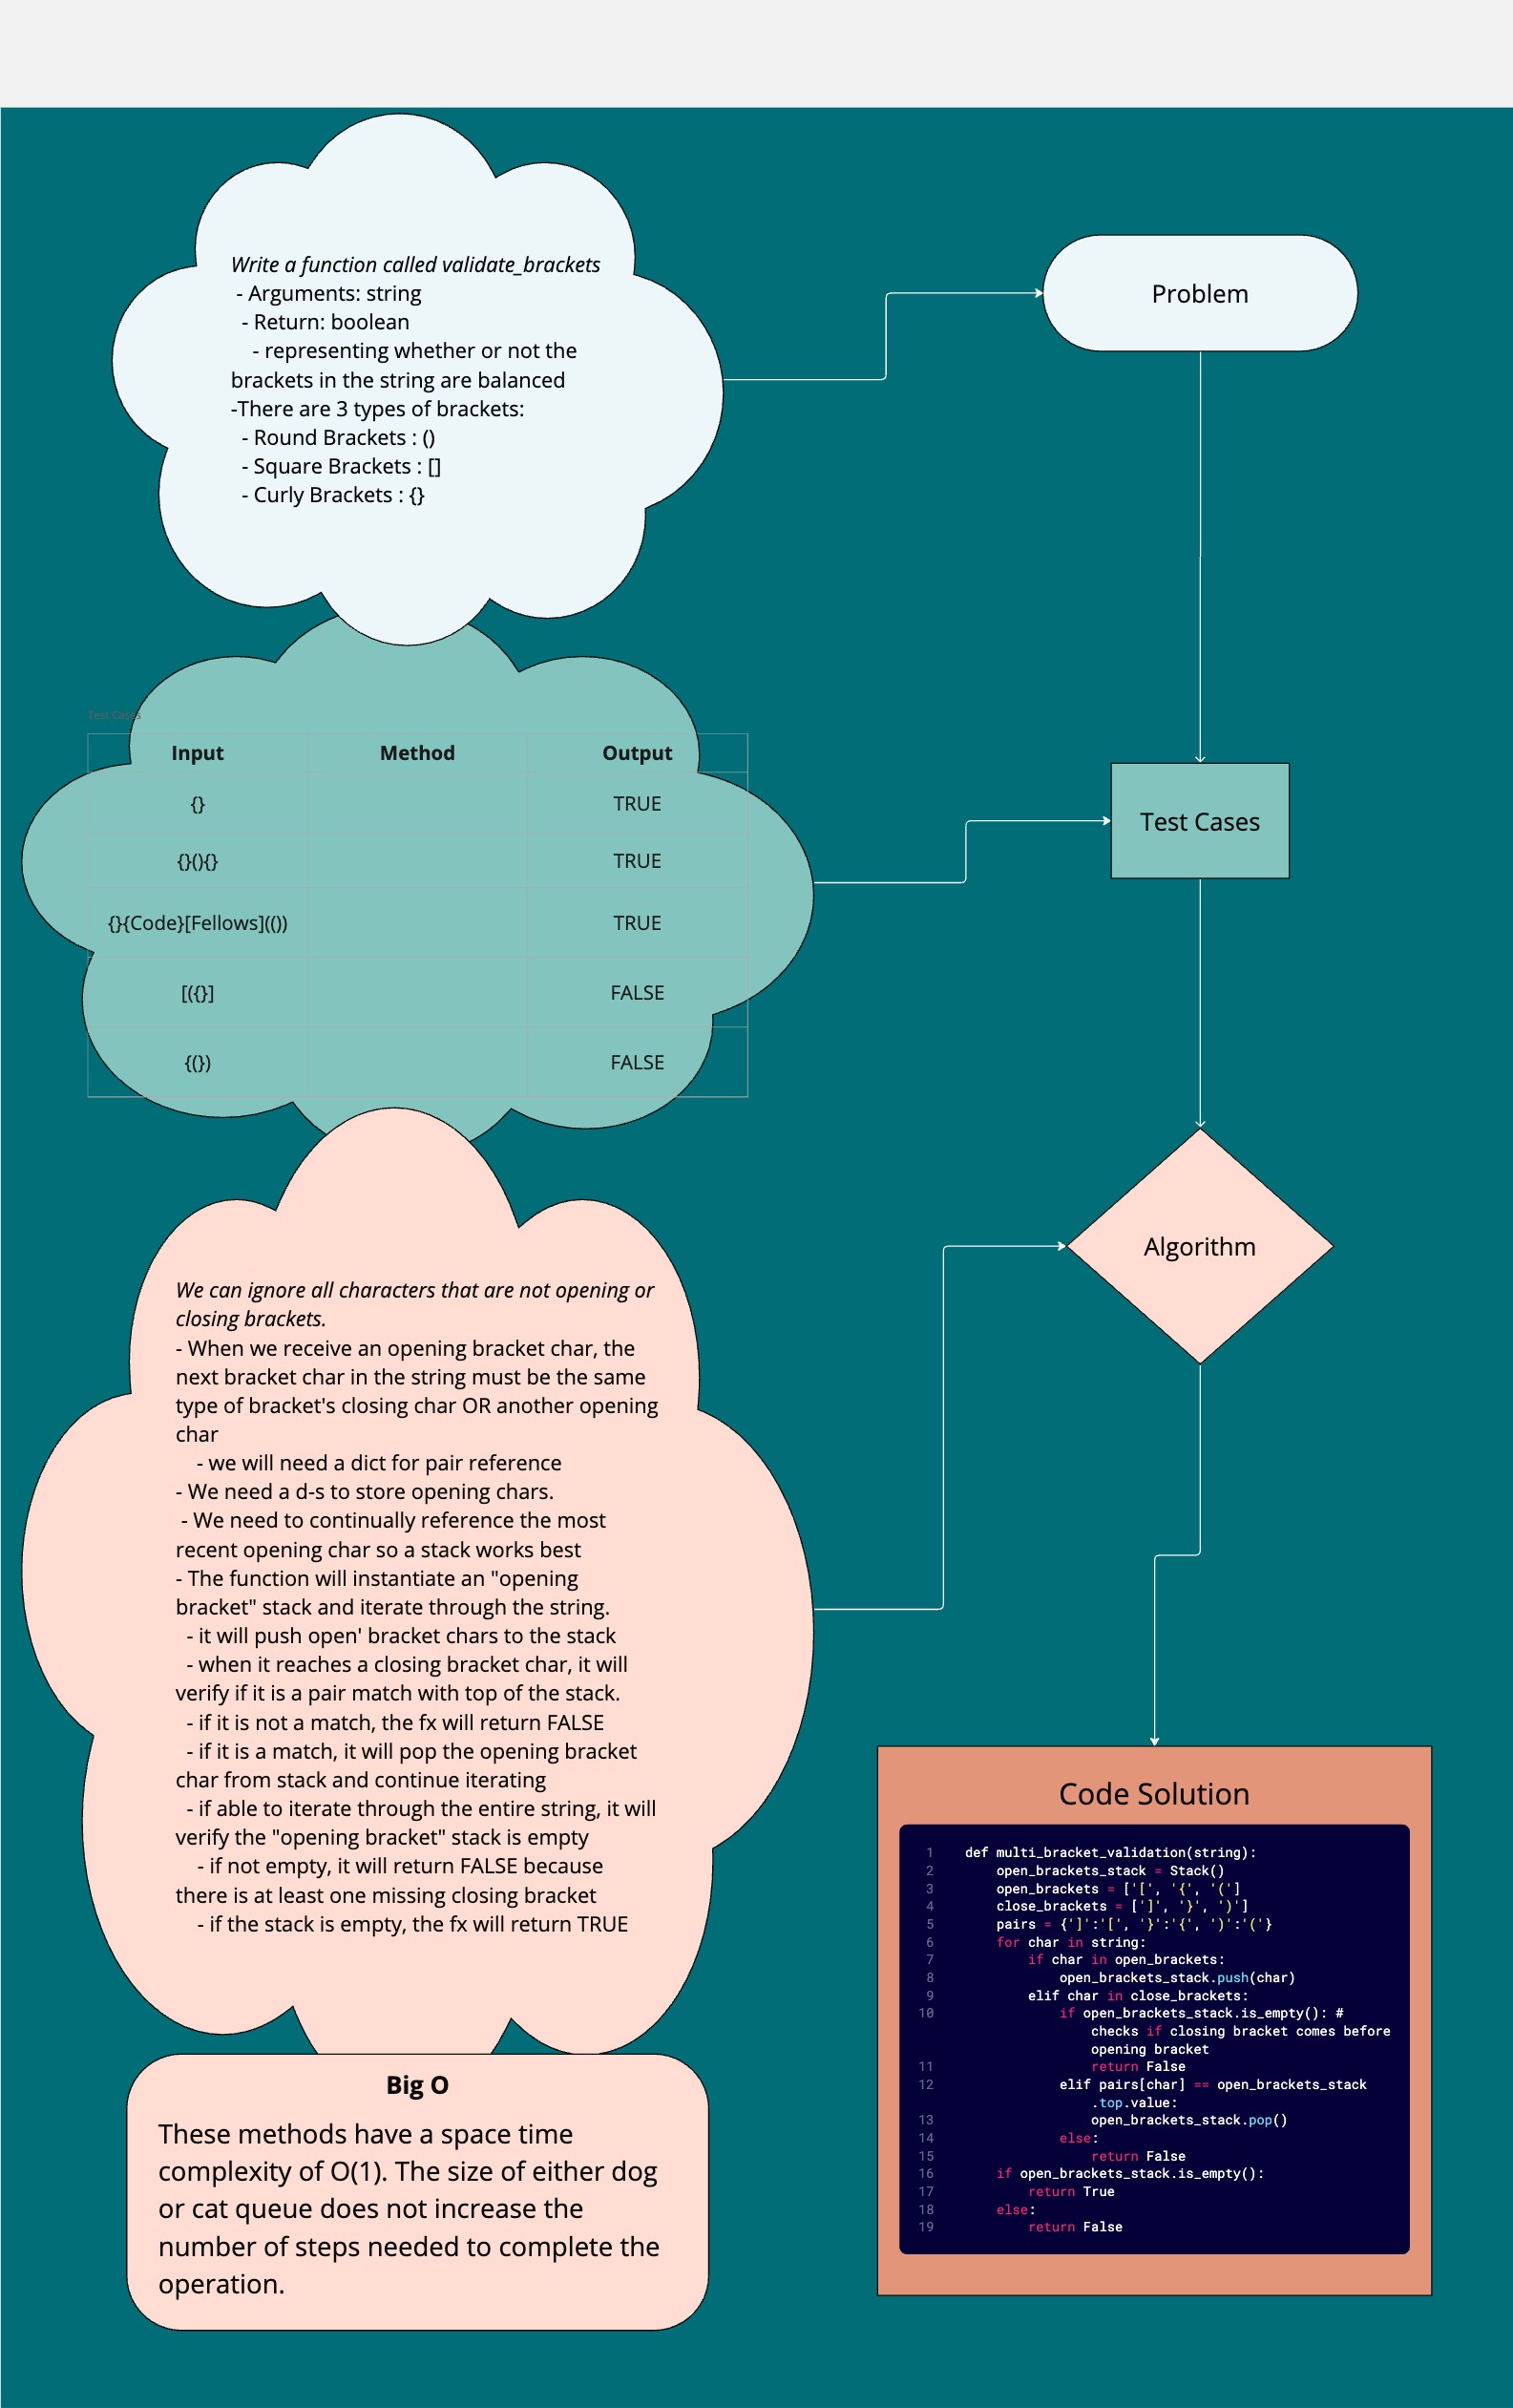 Write a function called validate_brackets
- Arguments: string
- Return: boolean
- representing whether or not the
brackets in the string are balanced
-There are 3 types of brackets:
- Round Brackets : ()
- Square Brackets : []
- Curly Brackets : {}
Problem
Test Cases
Input Method Output
{} TRUE
{}(){} TRUE
{}{Code}[Fellows](()) TRUE
[({}] FALSE
{(}) FALSE
Test Cases
We can ignore all characters that are not opening or
closing brackets.
- When we receive an opening bracket char, the
next bracket char in the string must be the same
type of bracket's closing char OR another opening
char
- we will need a dict for pair reference
- We need a d-s to store opening chars.
- We need to continually reference the most
recent opening char so a stack works best
- The function will instantiate an "opening
bracket" stack and iterate through the string.
- it will push open' bracket chars to the stack
- when it reaches a closing bracket char, it will
verify if it is a pair match with top of the stack.
- if it is not a match, the fx will return FALSE
- if it is a match, it will pop the opening bracket
char from stack and continue iterating
- if able to iterate through the entire string, it will
verify the "opening bracket" stack is empty
- if not empty, it will return FALSE because
there is at least one missing closing bracket
- if the stack is empty, the fx will return TRUE
Algorithm
Big O
These methods have a space time
complexity of O(1). The size of either dog
or cat queue does not increase the
number of steps needed to complete the
operation.
Code Solution
1 def multi_bracket_validation(string):
2 open_brackets_stack = Stack()
3 open_brackets = ['[', '{', '(']
4 close_brackets = [']', '}', ')']
5 pairs = {']':'[', '}':'{', ')':'('}
6 for char in string:
7 if char in open_brackets:
8 open_brackets_stack.push(char)
9 elif char in close_brackets:
10 if open_brackets_stack.is_empty(): #
checks if closing bracket comes before
opening bracket
11 return False
12 elif pairs[char] == open_brackets_stack
.top.value:
13 open_brackets_stack.pop()
14 else:
15 return False
16 if open_brackets_stack.is_empty():
17 return True
18 else:
19 return False